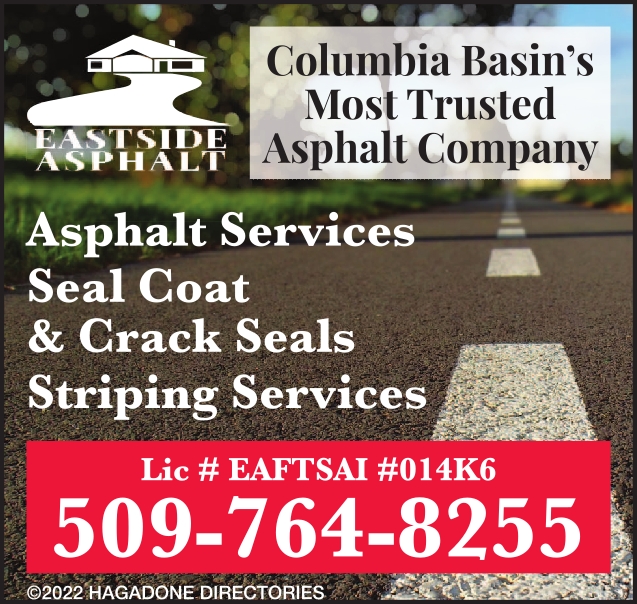 EASTSIDE
ASPHALT
Columbia Basin’s
Most Trusted
Asphalt Company
Asphalt Services
Seal Coat
& Crack Seals
Striping Services
Lic # EAFTSAI #014K6
509-764-8255
©2022 HAGADONE DIRECTORIES